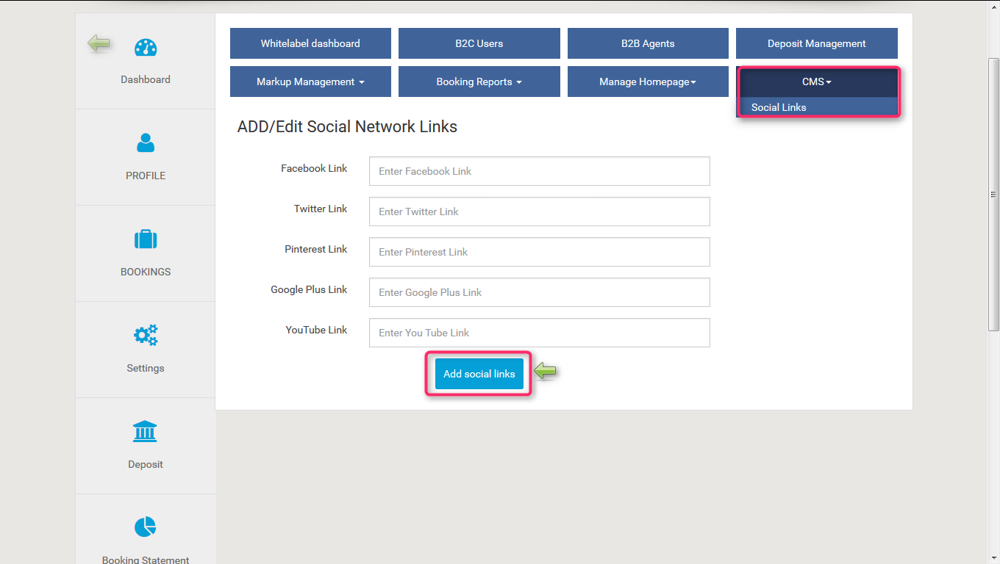 Whitelabel dashboard
B2C Users
B2B Agents
Deposit Management
Markup Management
Booking Reports
Manage Homepage
CMS
Social Links
Dashboard
PROFILE
BOOKINGS
Settings
Deposit
Booking Statement
ADD/Edit Social Network Links
Facebook Link
Enter Facebook Link
Twitter Link
Enter Twitter Link
Pinterest Link
Enter Pinterest Link
Google Plus Link
Enter Google Plus Link
YouTube Link
Enter You Tube Link
Add social links